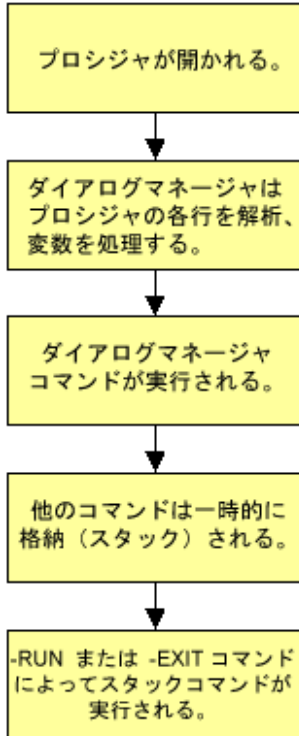 プロシジャが開かれる。
ダイアログマネージャは
プロシジャの各行を解析、
変数を処理する。
ダイアログマネージャ
コマンドが実行される。
他のコマンドは一時的に
格納（スタック）される。
-RUN または -EXIT コマンド
によってスタックコマンドが
実行される。